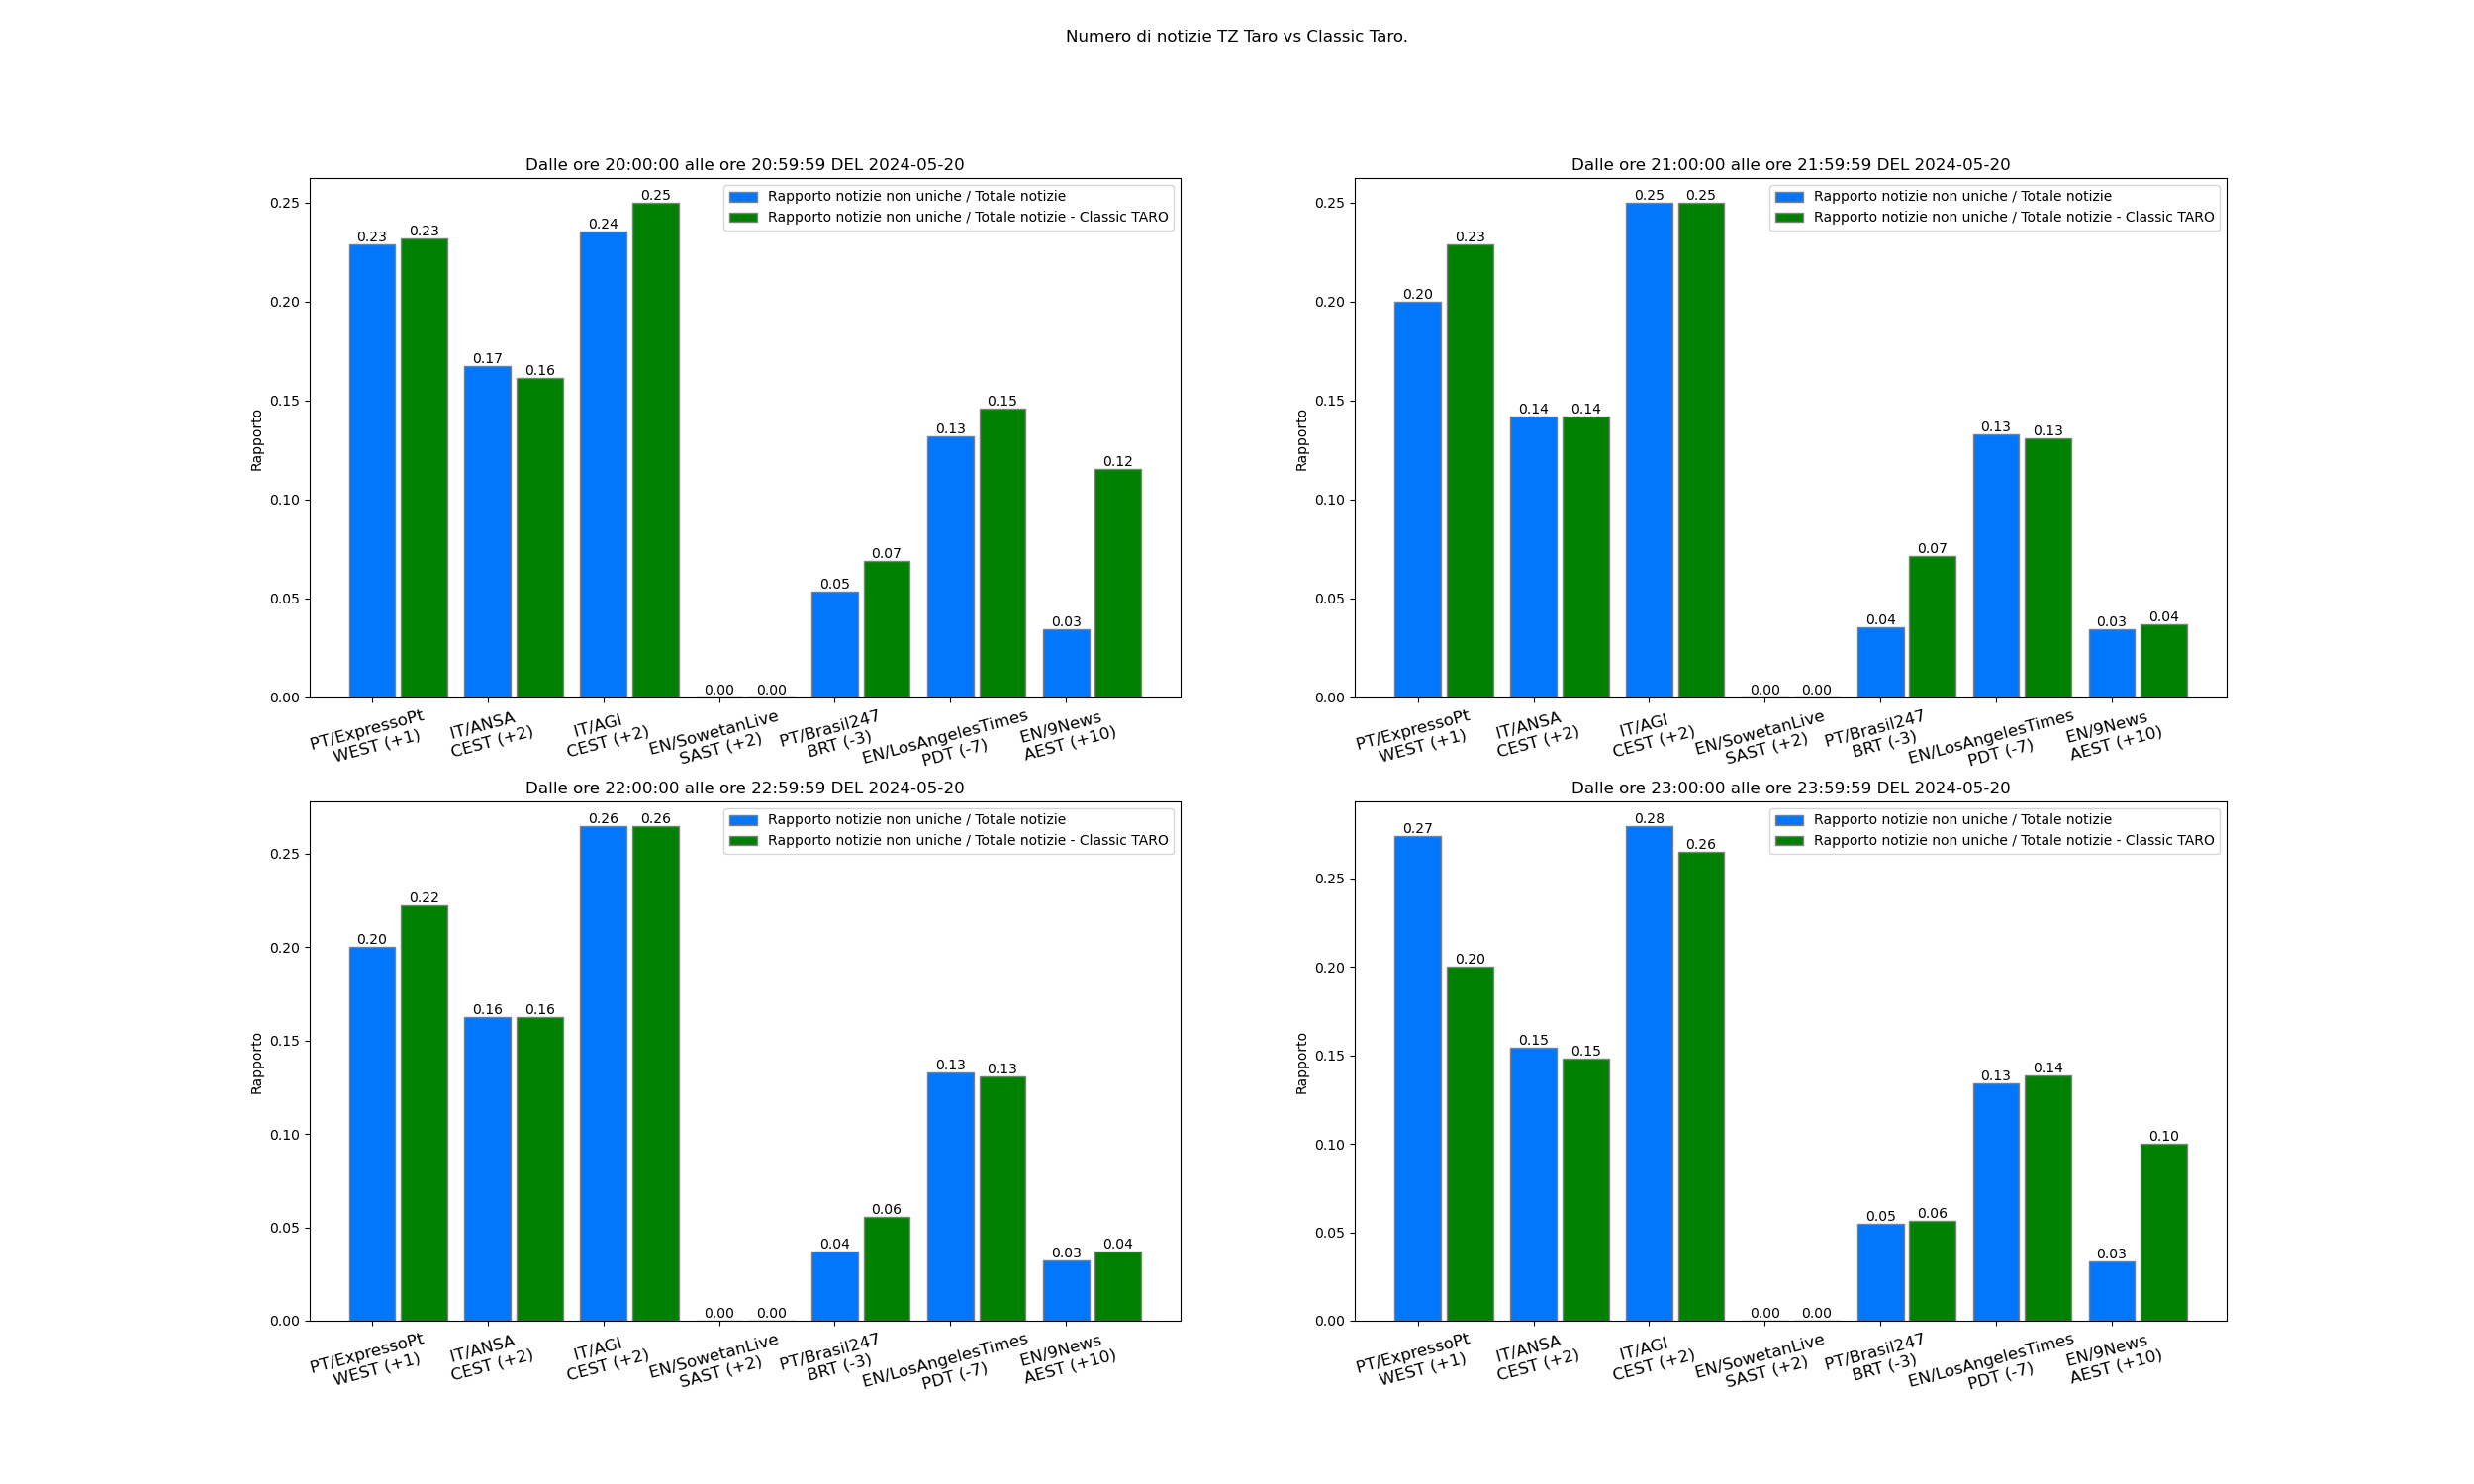 Numero di notizie TZ Taro vs Classic Taro.
Dalle ore 20:00:00 alle ore 20:59:59 DEL 2024-05-20
Rapporto notizie non uniche / Totale notizie
Rapporto notizie non uniche / Totale notizie - Classic TARO
Rapporto
0.25
0.20
0.15
0.10
0.05
0.00
0.23
0.23
0.17
0.16
0.24
0.25
0.00
0.00
0.05
0.07
0.13
0.15
0.03
0.12
PT/ExpressoPt
WEST (+1)
IT/ANSA
CEST (+2)
IT/AGI
CEST (+2)
EN/SowetanLive
SAST (+2)
PT/Brasil247
BRT (-3)
EN/LosAngelesTimes
PDT (-7)
EN/9News
AEST (+10)
Dalle ore 21:00:00 alle ore 21:59:59 DEL 2024-05-20
Rapporto notizie non uniche / Totale notizie
Rapporto notizie non uniche / Totale notizie - Classic TARO
Rapporto
0.25
0.20
0.15
0.10
0.05
0.00
0.20
0.23
0.14
0.14
0.25
0.25
0.00
0.00
0.04
0.07
0.13
0.13
0.03
0.04
PT/ExpressoPt
WEST (+1)
IT/ANSA
CEST (+2)
IT/AGI
CEST (+2)
EN/SowetanLive
SAST (+2)
PT/Brasil247
BRT (-3)
EN/LosAngelesTimes
PDT (-7)
EN/9News
AEST (+10)
Dalle ore 22:00:00 alle ore 22:59:59 DEL 2024-05-20
Rapporto notizie non uniche / Totale notizie
Rapporto notizie non uniche / Totale notizie - Classic TARO
Rapporto
0.25
0.20
0.15
0.10
0.05
0.00
0.20
0.22
0.16
0.16
0.26
0.26
0.00
0.00
0.04
0.06
0.13
0.13
0.03
0.04
PT/ExpressoPt
WEST (+1)
IT/ANSA
CEST (+2)
IT/AGI
CEST (+2)
EN/SowetanLive
SAST (+2)
PT/Brasil247
BRT (-3)
EN/LosAngelesTimes
PDT (-7)
EN/9News
AEST (+10)
Dalle ore 23:00:00 alle ore 23:59:59 DEL 2024-05-20
Rapporto notizie non uniche / Totale notizie
Rapporto notizie non uniche / Totale notizie - Classic TARO
Rapporto
0.25
0.20
0.15
0.10
0.05
0.00
0.27
0.20
0.15
0.15
0.28
0.26
0.00
0.00
0.05
0.06
0.13
0.14
0.03
0.10
PT/ExpressoPt
WEST (+1)
IT/ANSA
CEST (+2)
IT/AGI
CEST (+2)
EN/SowetanLive
SAST (+2)
PT/Brasil247
BRT (-3)
EN/LosAngelesTimes
PDT (-7)
EN/9News
AEST (+10)